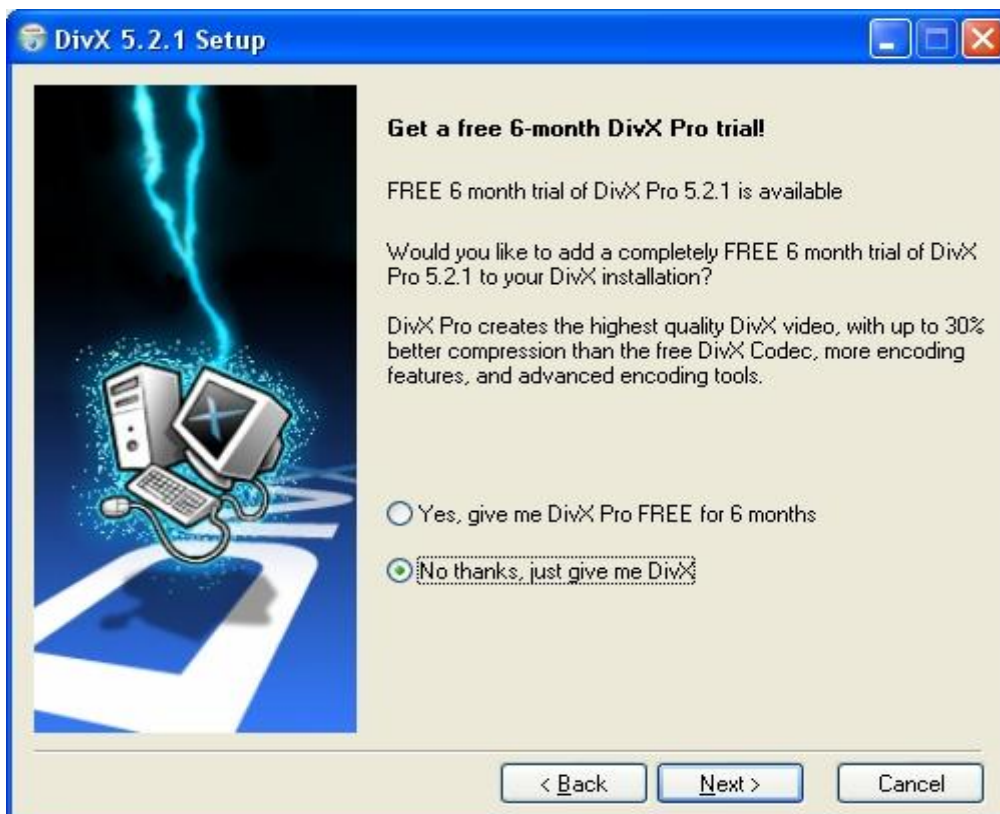 DivX 5.2.1 Setup
Get a free 6-month DivX Pro trial!
FREE 6 month trial of DivX Pro 5.2.1 is available
Would you like to add a completely FREE 6 month trial of DivX
Pro 5.2.1 to your DivX installation?
DivX Pro creates the highest quality DivX video, with up to 30%
better compression than the free DivX Codec, more encoding
features, and advanced encoding tools.
Yes, give me DivX Pro FREE for 6 months
No thanks, just give me DivX
< Back
Next >
Cancel